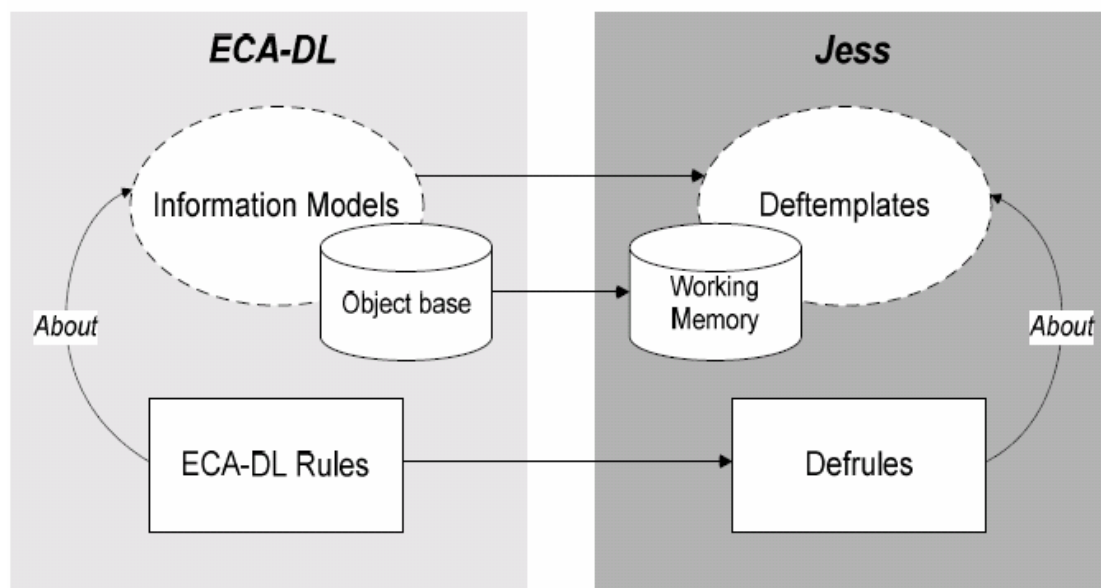 ECA-DL
Jess
Information Models
Deftemplates
Object base
Working
Memory
About
About
ECA-DL Rules
Defrules